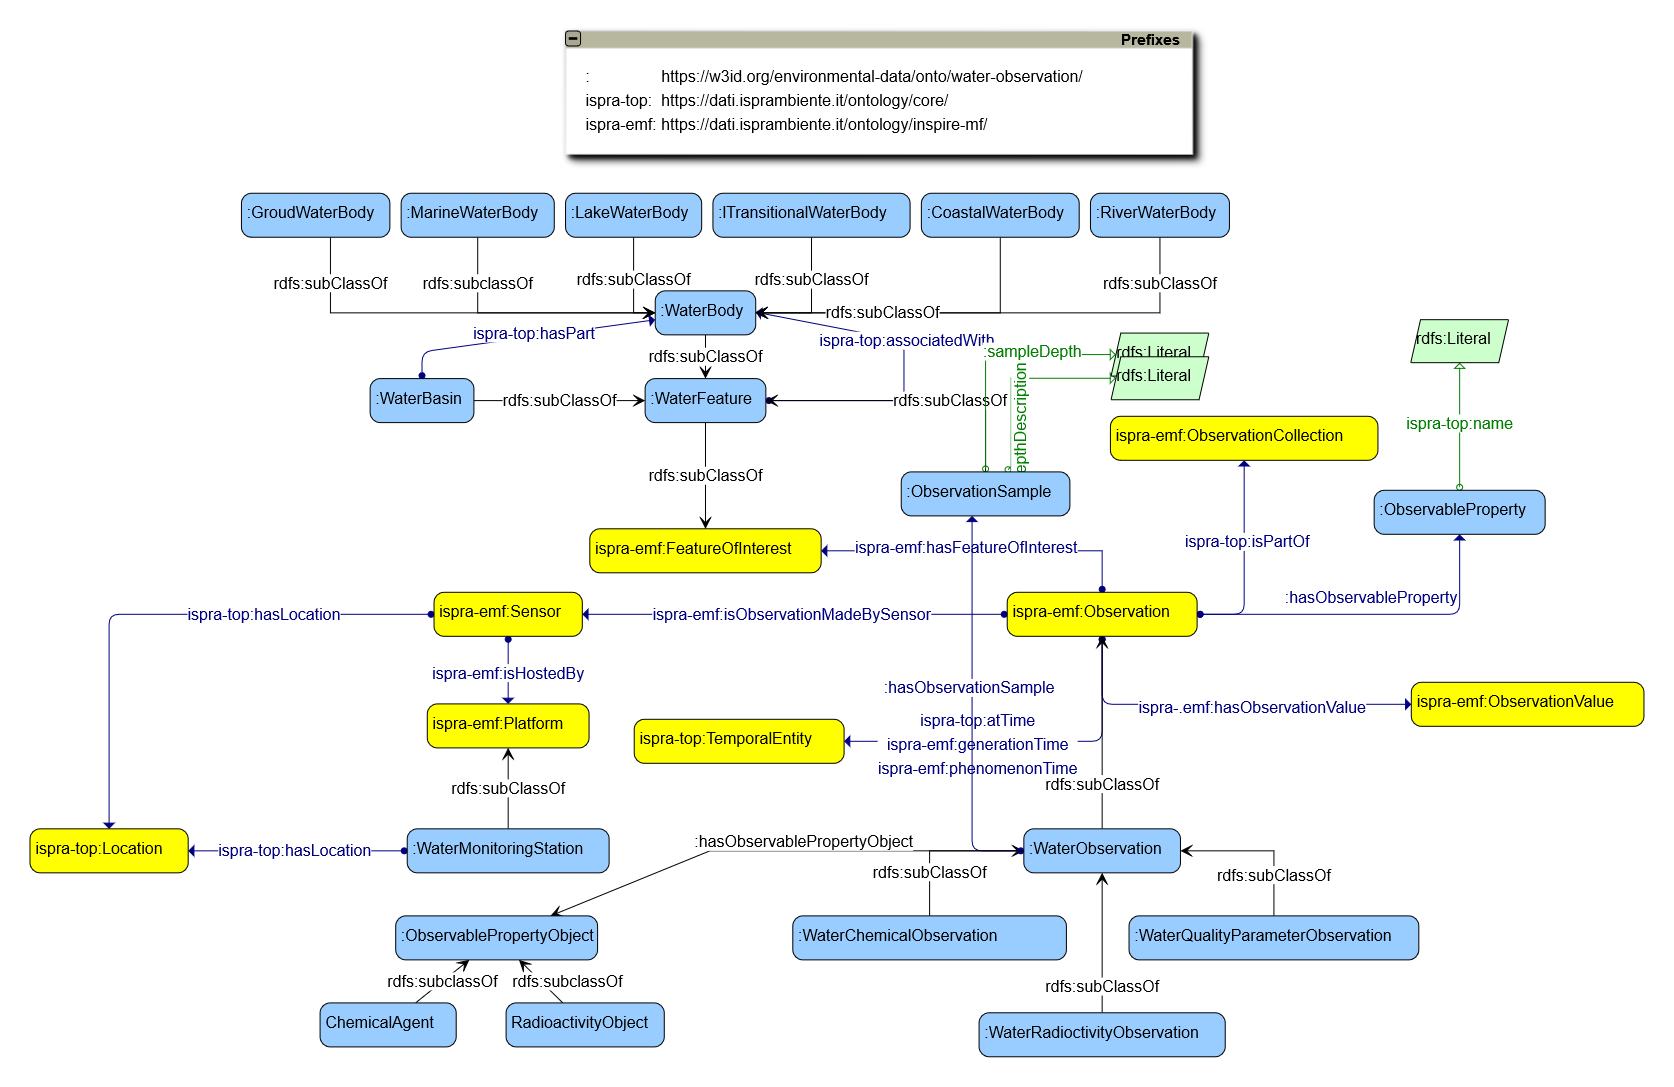 Prefixes
: https://w3id.org/environmental-data/onto/water-observation/
ispra-top: https://dati.isprambiente.it/ontology/core/
ispra-emf: https://dati.isprambiente.it/ontology/inspire-mf/
:GroudWaterBody
:MarineWaterBody
:LakeWaterBody
:ITransitionalWaterBody
:CoastalWaterBody
:RiverWaterBody
rdfs:subClassOf
rdfs:subclassOf
rdfs:subClassOf
rdfs:subClassOf
rdfs:subClassOf
:WaterBody
rdfs:subClassOf
ispra-top:hasPart
ispra-top:associatedWith
rdfs:subClassOf
:sampleDepth
rdfs:Literal
rdfs:Literal
rdfs:Literal
:WaterBasin
rdfs:subClassOf
:WaterFeature
rdfs:subClassOf
epthDescription
ispra-top:name
ispra-emf:ObservationCollection
rdfs:subClassOf
:ObservationSample
:ObservableProperty
ispra-emf:FeatureOfInterest
ispra-emf:hasFeatureOfInterest
ispra-top:isPartOf
:hasObservableProperty
ispra-top:hasLocation
ispra-emf:Sensor
ispra-emf:isObservationMadeBySensor
ispra-emf:Observation
ispra-emf:isHostedBy
:hasObservationSample
ispra-.emf:hasObservationValue
ispra-emf:ObservationValue
ispra-emf:Platform
ispra-top:TemporalEntity
ispra-top:atTime
ispra-emf:generationTime
ispra-emf:phenomenonTime
rdfs:subClassOf
rdfs:subClassOf
ispra-top:Location
ispra-top:hasLocation
:WaterMonitoringStation
:hasObservablePropertyObject
:WaterObservation
rdfs:subClassOf
rdfs:subClassOf
:ObservablePropertyObject
:WaterChemicalObservation
:WaterQualityParameterObservation
rdfs:subclassOf
rdfs:subclassOf
rdfs:subClassOf
ChemicalAgent
RadioactivityObject
:WaterRadioctivityObservation